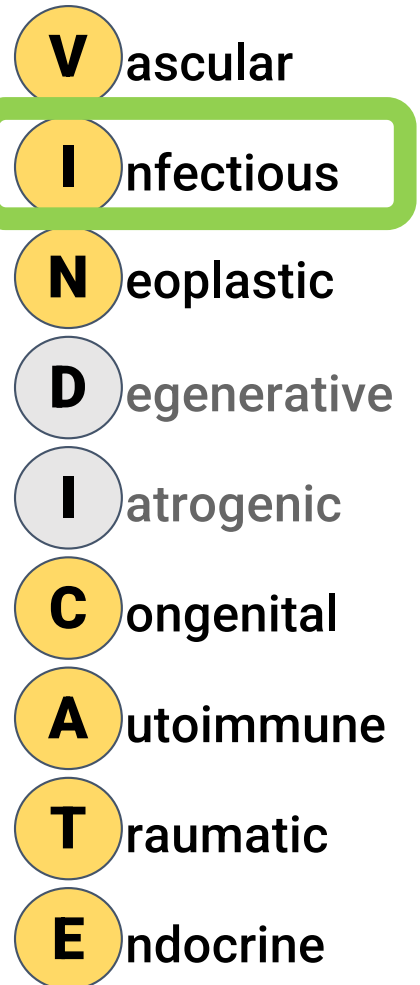 Vascular
Infectious
Neoplastic
Degenerative
Iatrogenic
Congenital
Autoimmune
Traumatic
Endocrine